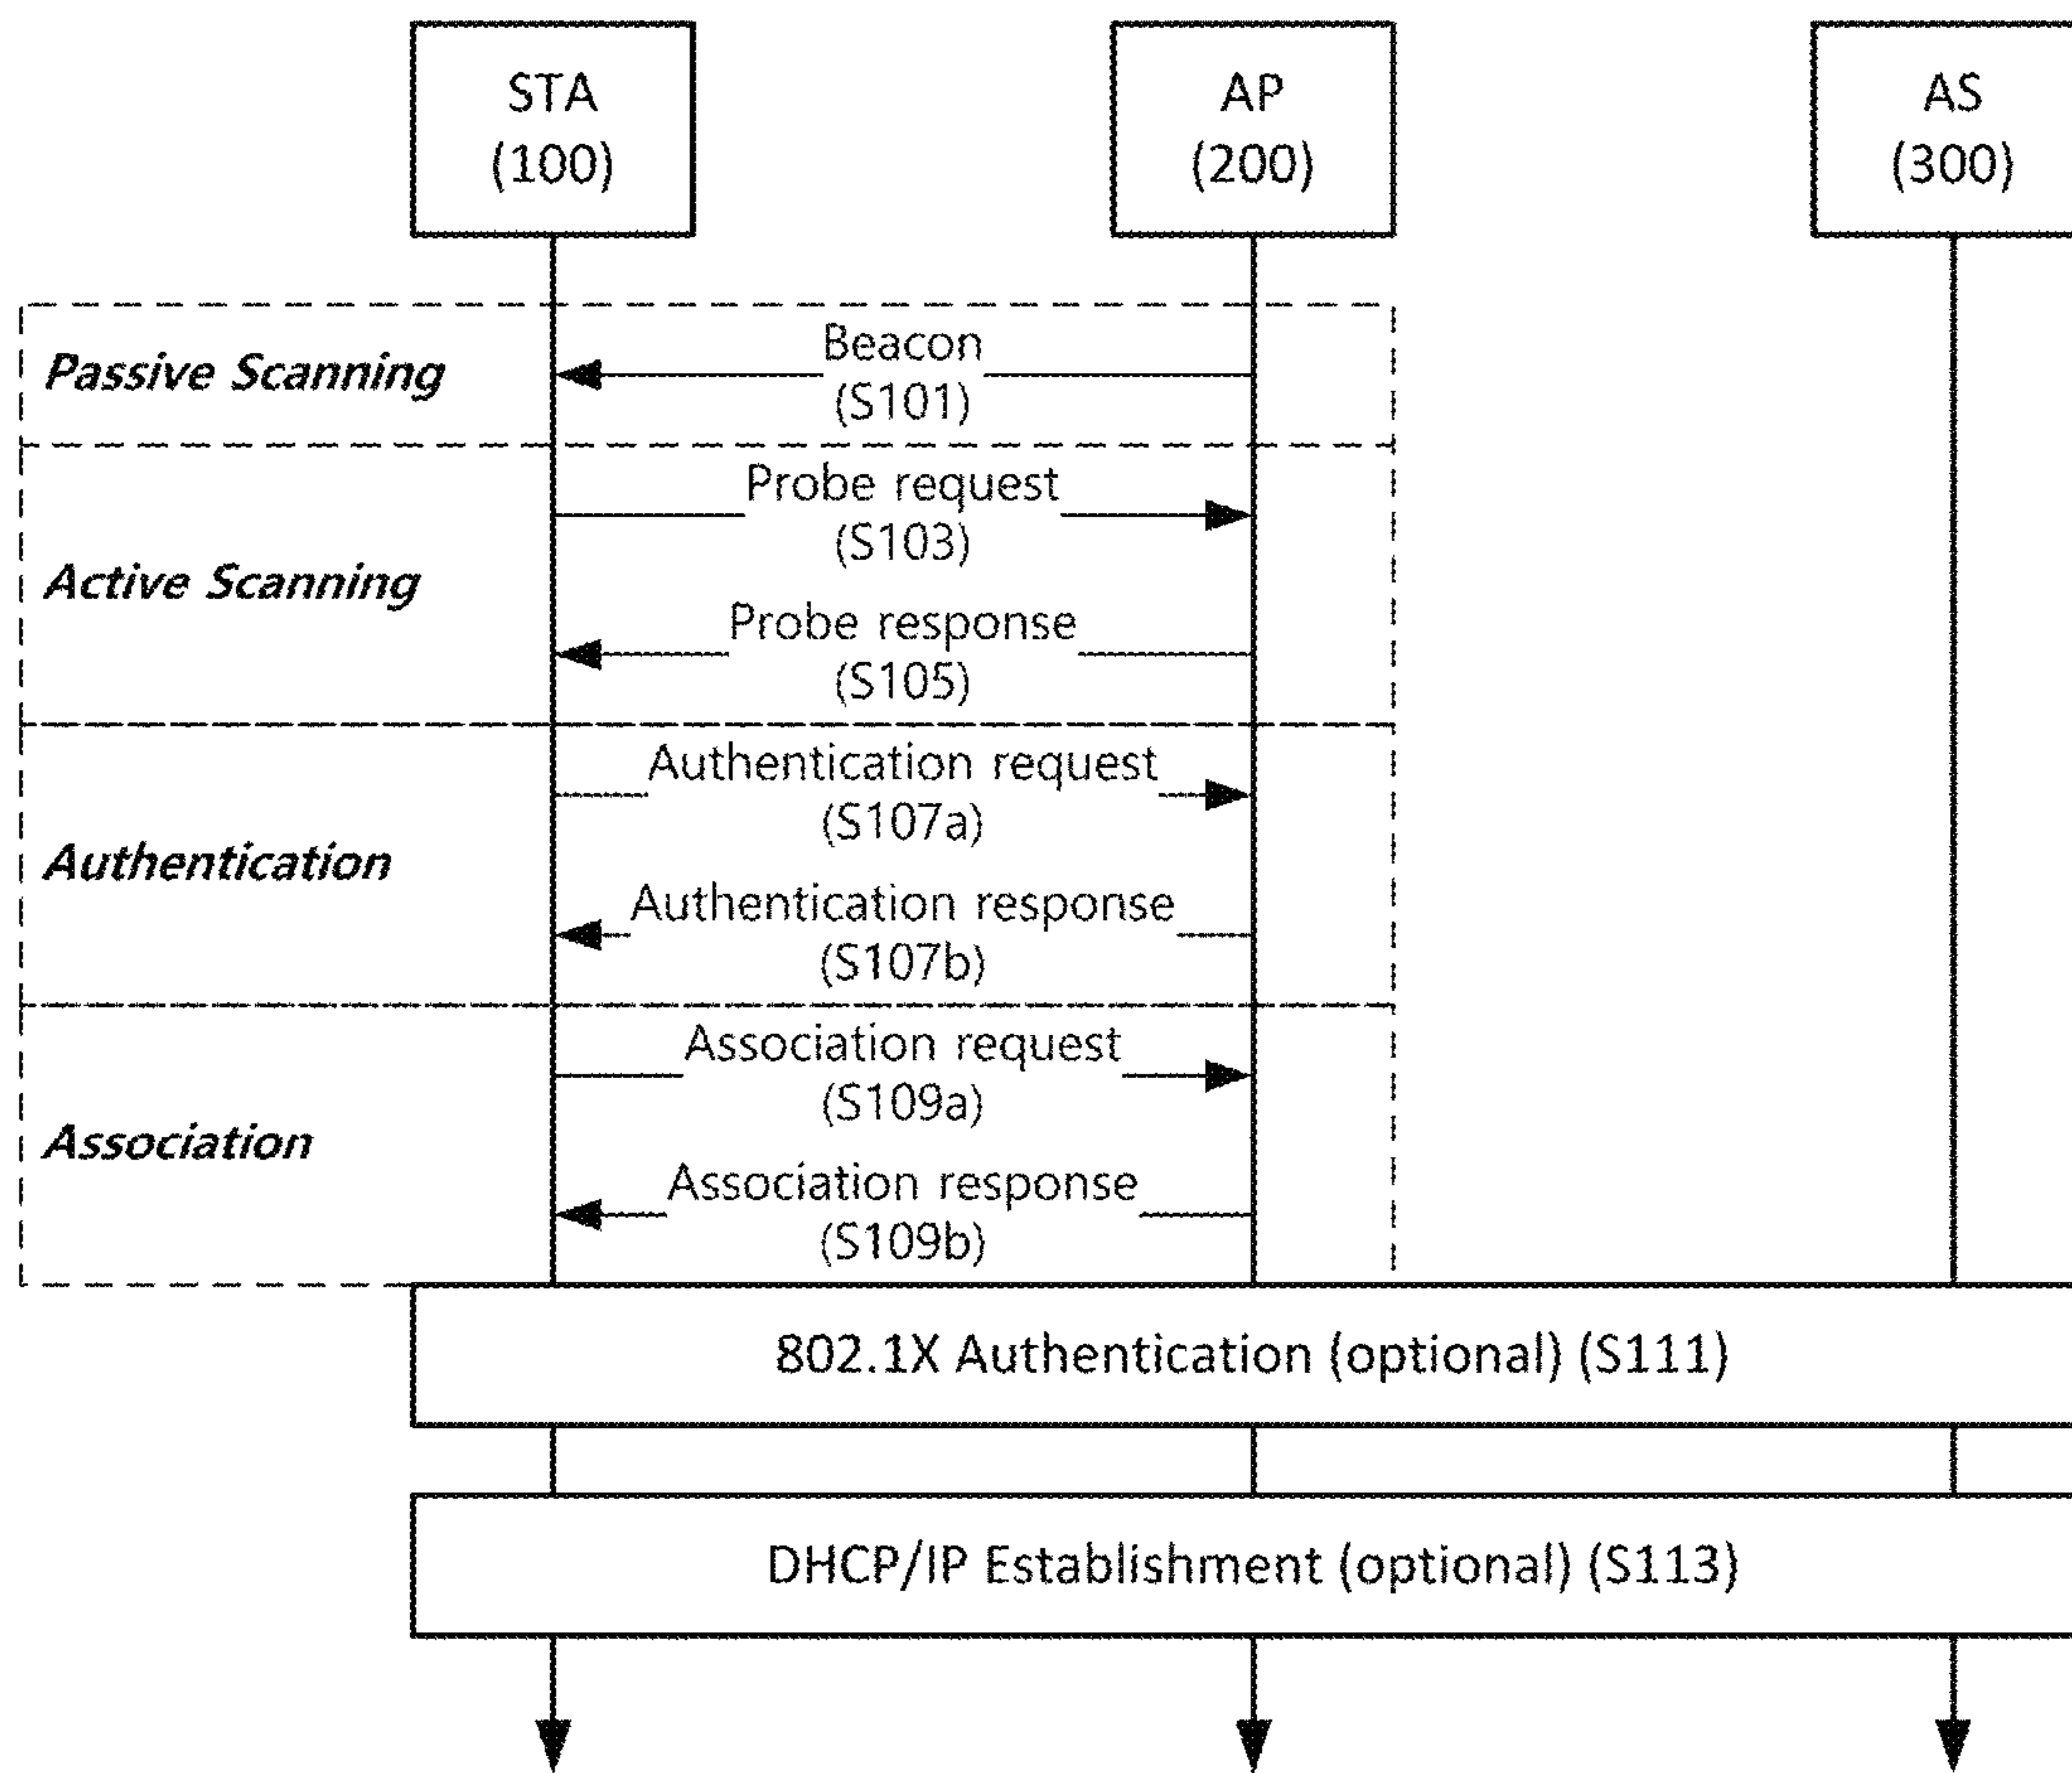 STA
(100)
AP
(200)
AS
(300)
Passive Scanning
Beacon
(S101)
Active Scanning
Probe request
(S103)
Probe response
(S105)
Authentication
Authentication request
(S107a)
Authentication response
(S107b)
Association
Association request
(S109a)
Association response
(S109b)
802.1X Authentication (optional) (S111)
DHCP/IP Establishment (optional) (S113)